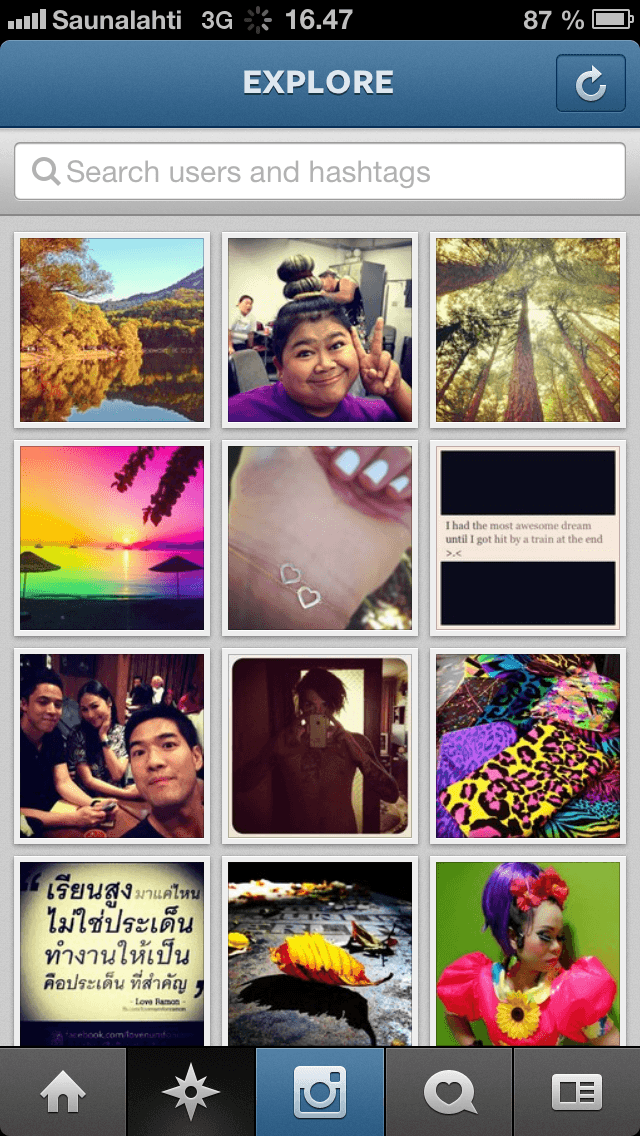 Saunalahti 3G 16.47 87 %
EXPLORE
Search users and hashtags
I had the most awesome dream
until I got hit by a train at the end
>.<
“ เรียนสูง มาแค่ไหน
ไม่ใช่ประเด็น
ทำงานให้เป็น
คือประเด็น ที่สำคัญ ”
- Love Ramon -